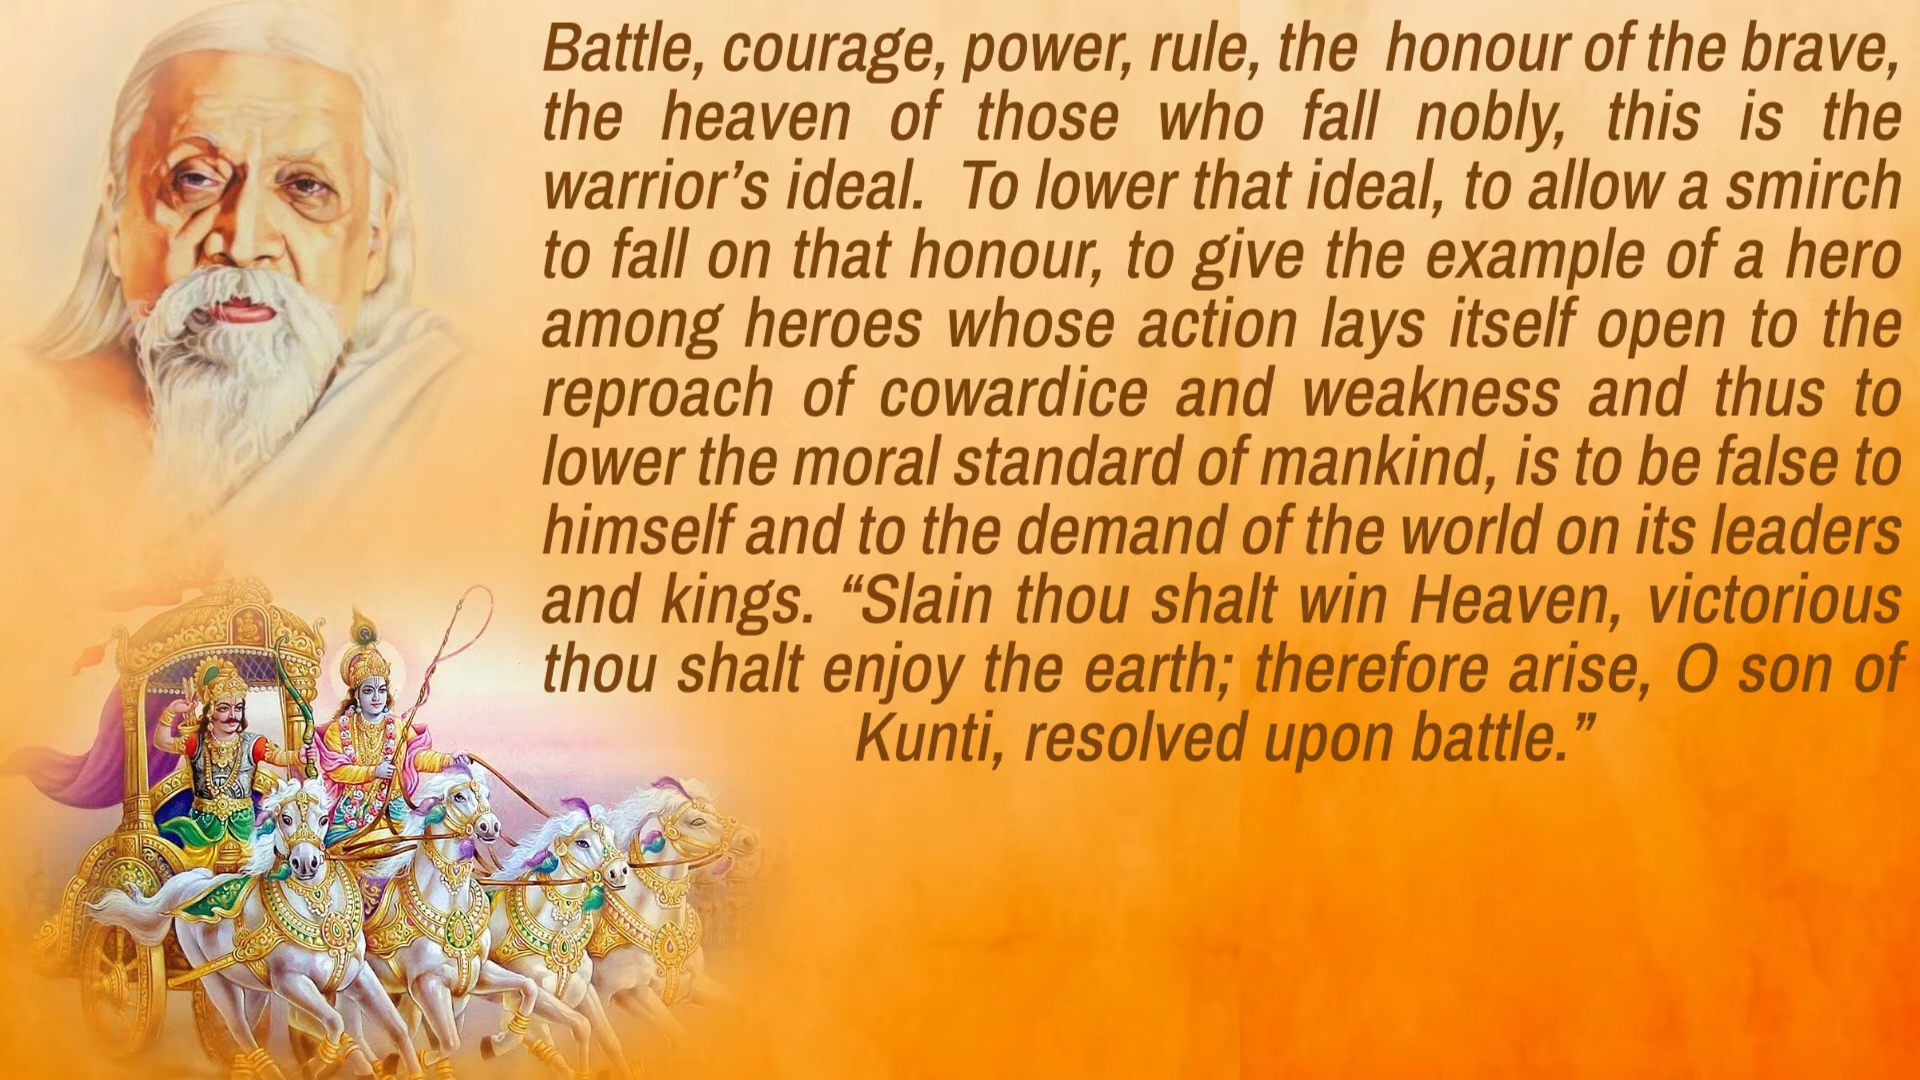 Battle, courage, power, rule, the honour of the brave,
the heaven of those who fall nobly, this is the
warrior’s ideal. To lower that ideal, to allow a smirch
to fall on that honour, to give the example of a hero
among heroes whose action lays itself open to the
reproach of cowardice and weakness and thus to
lower the moral standard of mankind, is to be false to
himself and to the demand of the world on its leaders
and kings. “Slain thou shalt win Heaven, victorious
thou shalt enjoy the earth; therefore arise, O son of
Kunti, resolved upon battle.”